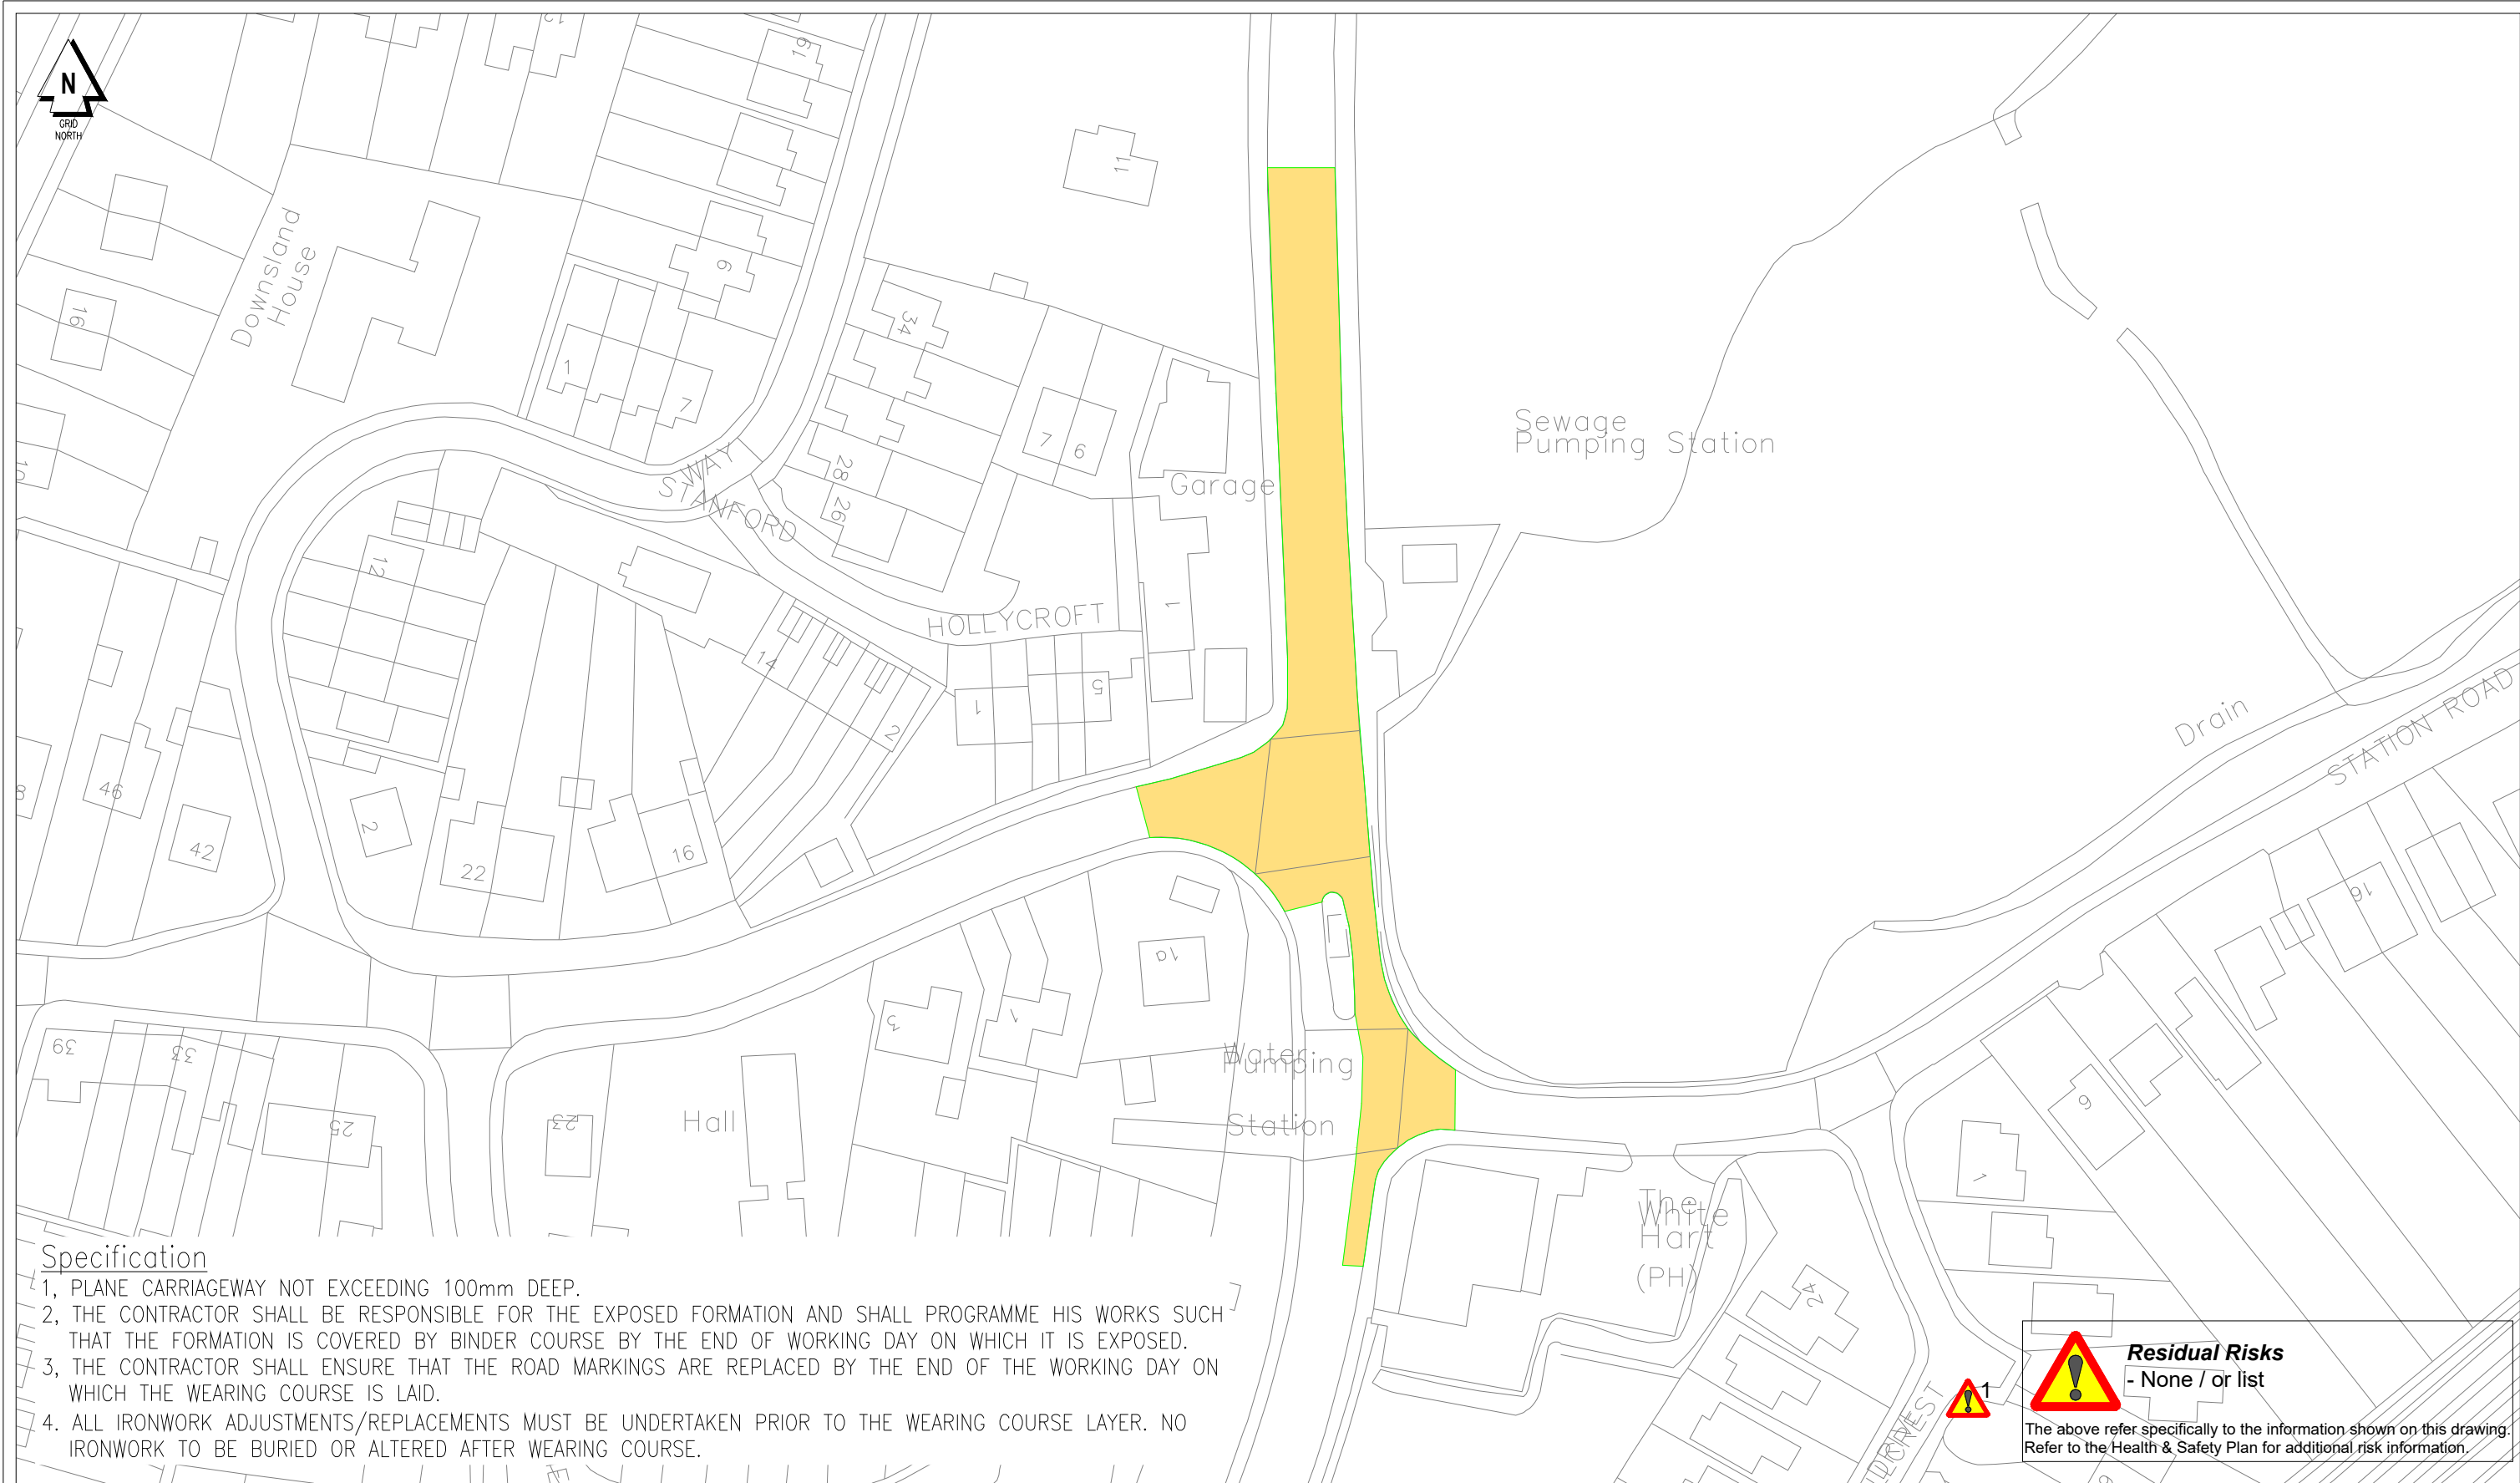 N
GRID
NORTH
19
11
Downsland
House
16
9
1
7
34
7
6
Sewage
Pumping Station
Garage
WAY
STANFORD
28
26
12
HOLLYCROFT
1
14
2
1
5
46
42
2
22
16
Drain
STATION ROAD
16
1a
3
1
39
33
25
23
Hall
Water
Pumping
Station
The
White
Hart
(PH)
24
1
Specification
1, PLANE CARRIAGEWAY NOT EXCEEDING 100mm DEEP.
2, THE CONTRACTOR SHALL BE RESPONSIBLE FOR THE EXPOSED FORMATION AND SHALL PROGRAMME HIS WORKS SUCH
THAT THE FORMATION IS COVERED BY BINDER COURSE BY THE END OF WORKING DAY ON WHICH IT IS EXPOSED.
3, THE CONTRACTOR SHALL ENSURE THAT THE ROAD MARKINGS ARE REPLACED BY THE END OF THE WORKING DAY ON
WHICH THE WEARING COURSE IS LAID.
4. ALL IRONWORK ADJUSTMENTS/REPLACEMENTS MUST BE UNDERTAKEN PRIOR TO THE WEARING COURSE LAYER. NO
IRONWORK TO BE BURIED OR ALTERED AFTER WEARING COURSE.
1
Residual Risks
- None / or list
The above refer specifically to the information shown on this drawing.
Refer to the Health & Safety Plan for additional risk information.